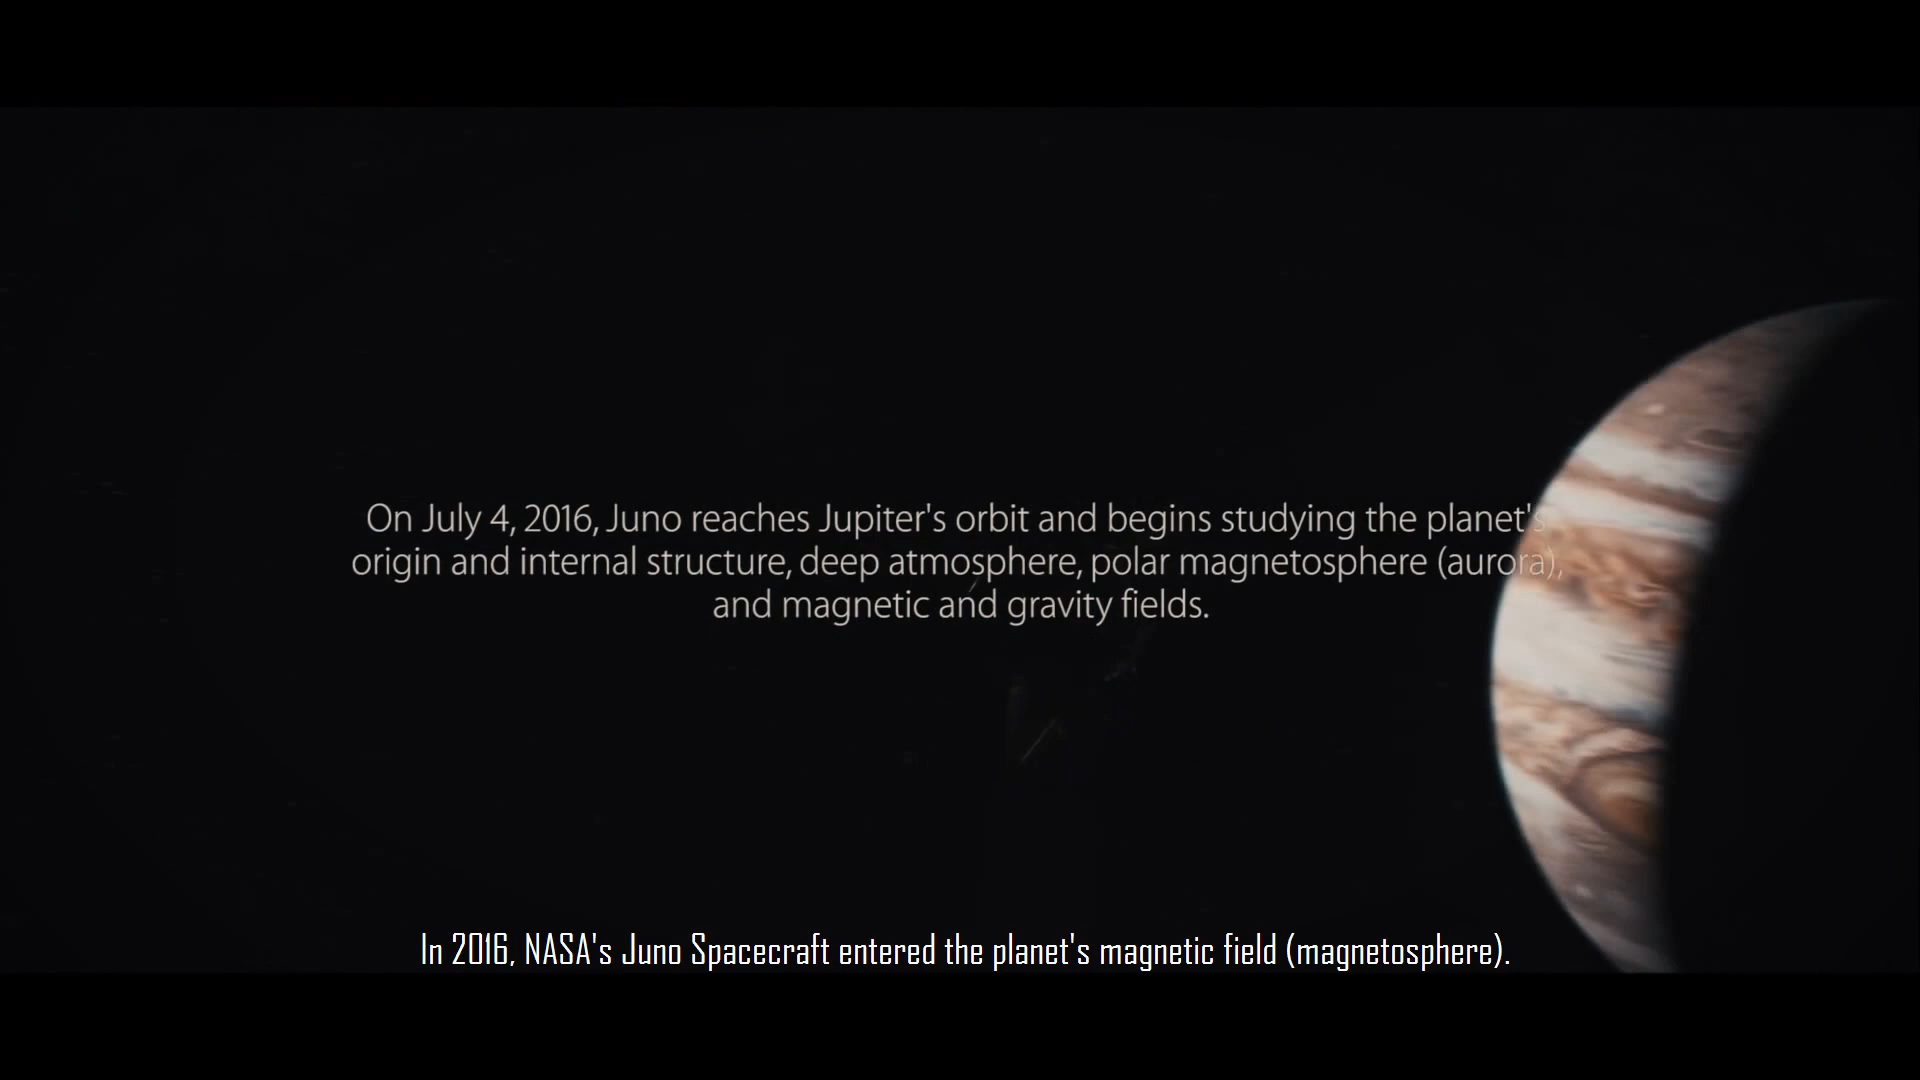 On July 4, 2016, Juno reaches Jupiter's orbit and begins studying the planet's
origin and internal structure, deep atmosphere, polar magnetosphere (aurora),
and magnetic and gravity fields.
In 2016, NASA's Juno Spacecraft entered the planet's magnetic field (magnetosphere).